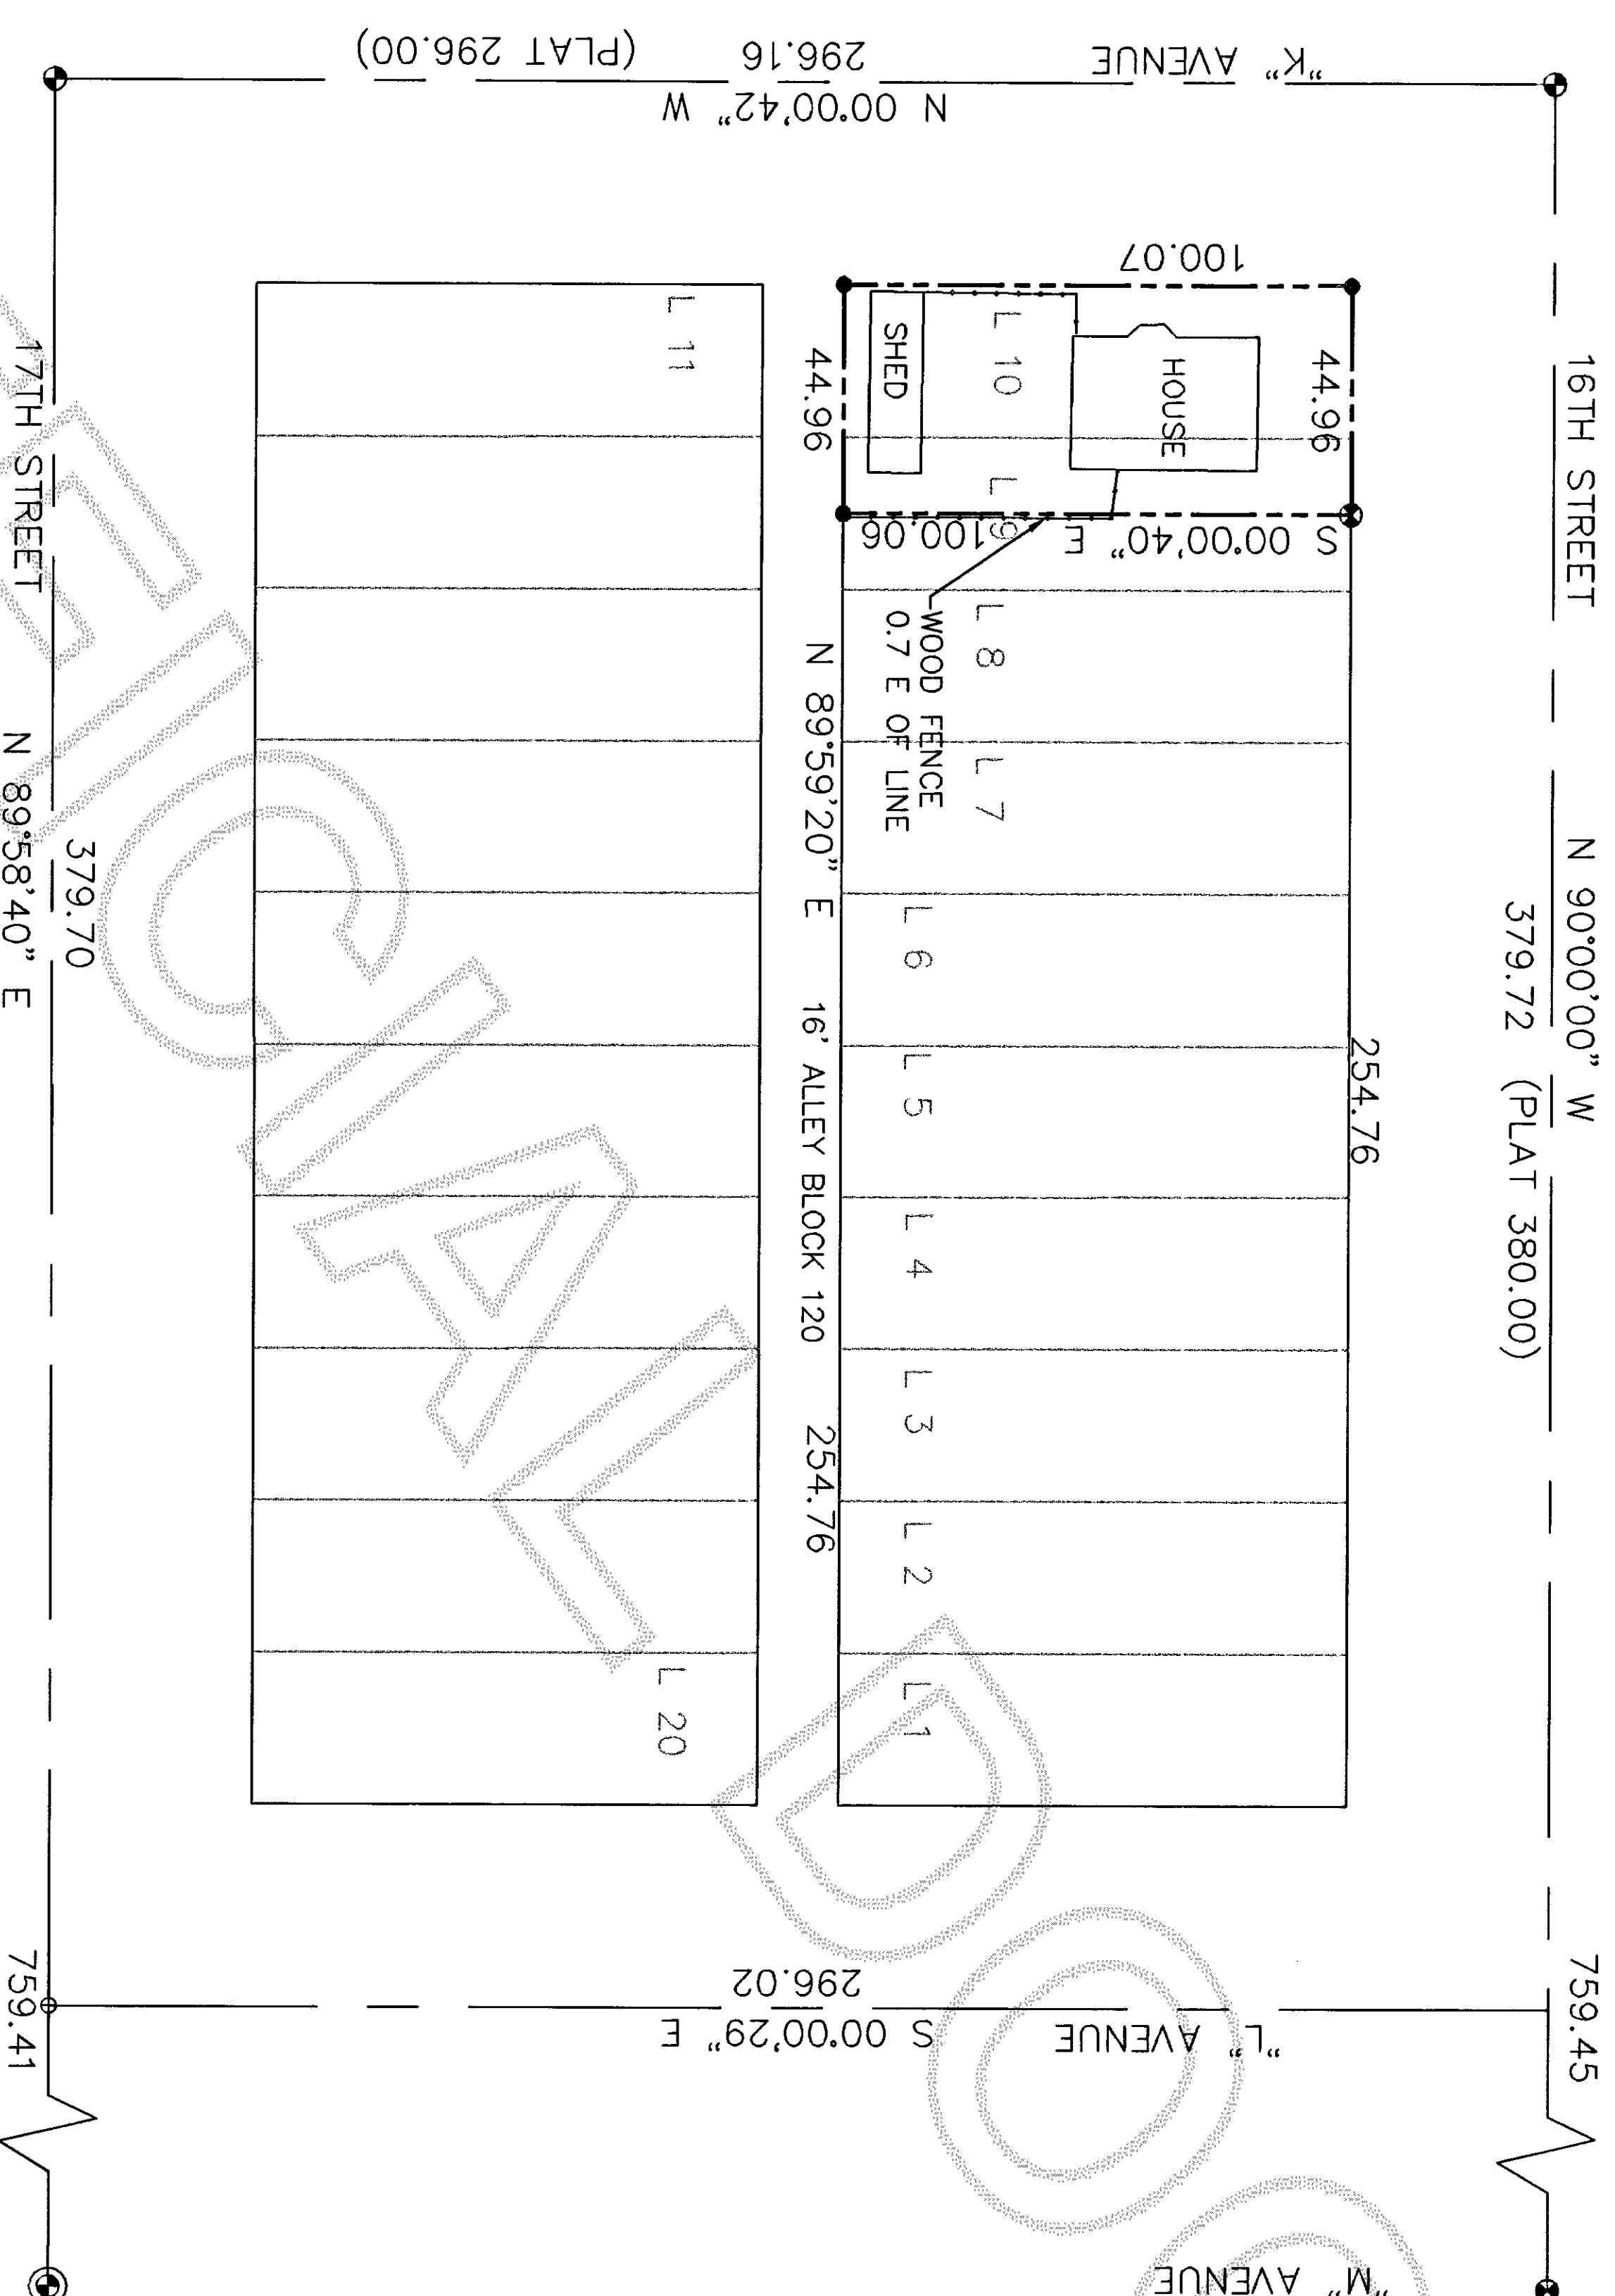 16TH STREET N 90°00'00" W 759.45
379.72 (PLAT 380.00)
254.76
44.96
"K" AVENUE
296.16
(PLAT 296.00)
N 00°00'42" W
100.07
HOUSE
SHED
L 10
L 9
S 00°00'40" E 100.06
WOOD FENCE
0.7 E OF LINE
L 8
L 7
L 6
L 5
L 4
L 3
L 2
L 1
44.96
N 89°59'20" E 16' ALLEY BLOCK 120 254.76
L 11
L 20
"L" AVENUE
S 00°00'29" E
296.02
"M" AVENUE
379.70
17TH STREET N 89°58'40" E 759.41